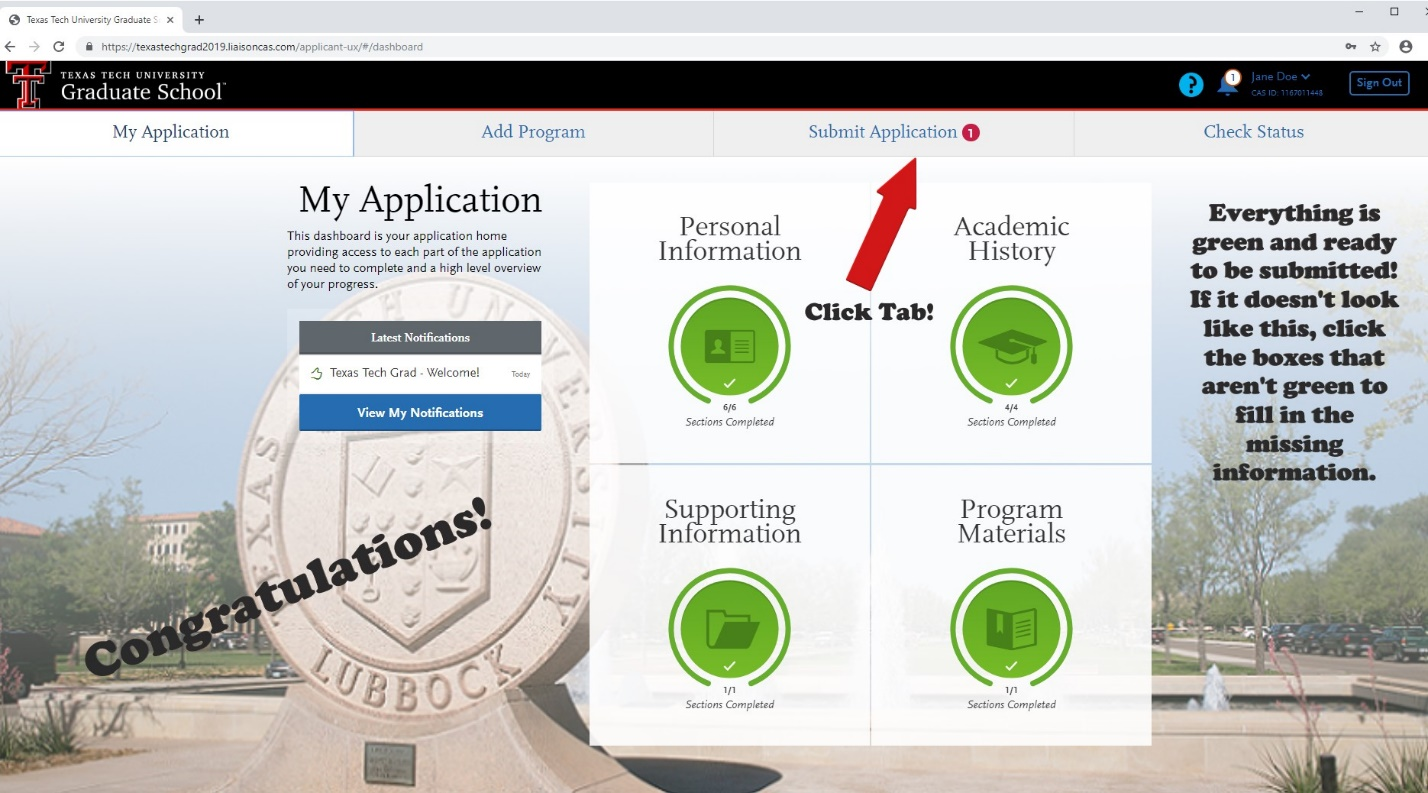 Texas Tech University Graduate S
https://texastechgrad2019.liaisoncas.com/applicant-ux/#/dashboard
TEXAS TECH UNIVERSITY
Graduate School
?
1
Jane Doe
CAS ID: 1167011448
Sign Out
My Application
Add Program
Submit Application 1
Check Status
My Application
This dashboard is your application home
providing access to each part of the application
you need to complete and a high level overview
of your progress.
Latest Notifications
Texas Tech Grad - Welcome!
Today
View My Notifications
Personal
Information
6/6
Sections Completed
Academic
History
4/4
Sections Completed
Click Tab!
Supporting
Information
1/1
Sections Completed
Program
Materials
1/1
Sections Completed
Everything is
green and ready
to be submitted!
If it doesn't look
like this, click
the boxes that
aren't green to
fill in the
missing
information.
Congratulations!
LUBBOCK